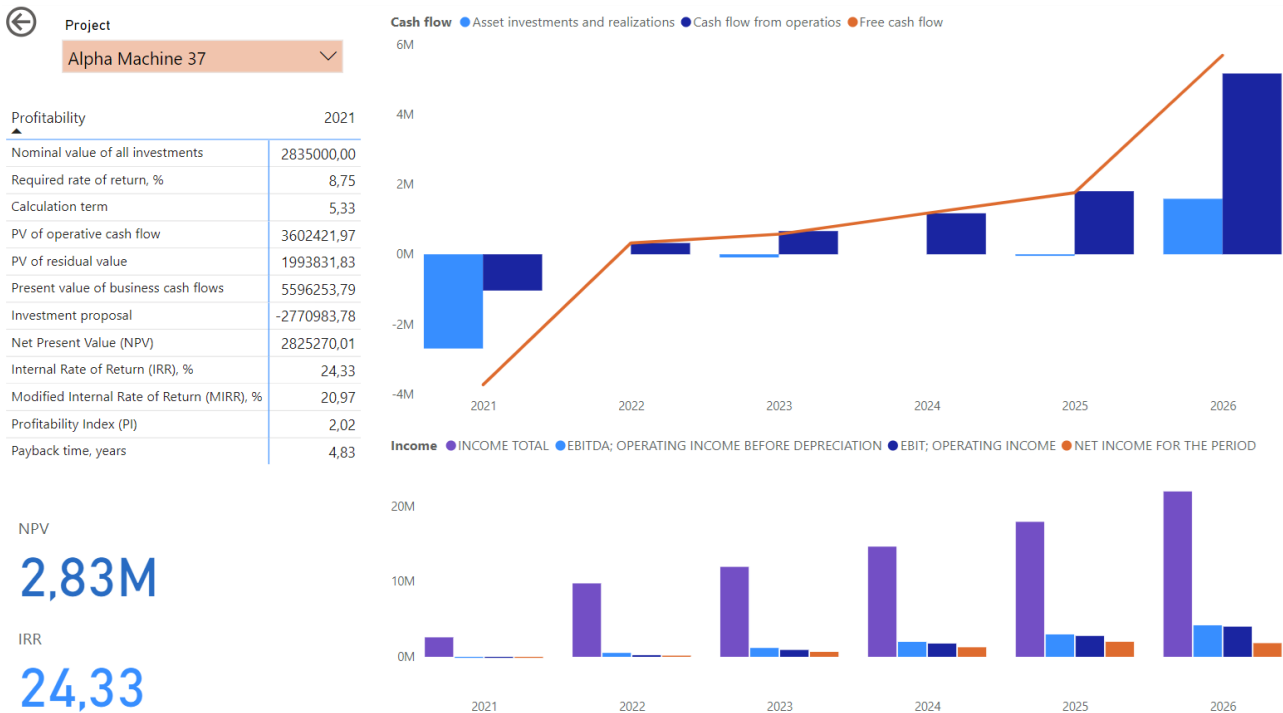 Project
Alpha Machine 37
Profitability 2021
Nominal value of all investments 2835000,00
Required rate of return, % 8,75
Calculation term 5,33
PV of operative cash flow 3602421,97
PV of residual value 1993831,83
Present value of business cash flows 5596253,79
Investment proposal -2770983,78
Net Present Value (NPV) 2825270,01
Internal Rate of Return (IRR), % 24,33
Modified Internal Rate of Return (MIRR), % 20,97
Profitability Index (PI) 2,02
Payback time, years 4,83
NPV
2,83M
IRR
24,33
Cash flow Asset investments and realizations Cash flow from operatios Free cash flow
6M
4M
2M
0M
-2M
-4M
2021 2022 2023 2024 2025 2026
Income INCOME TOTAL EBITDA; OPERATING INCOME BEFORE DEPRECIATION EBIT; OPERATING INCOME NET INCOME FOR THE PERIOD
20M
10M
0M
2021 2022 2023 2024 2025 2026